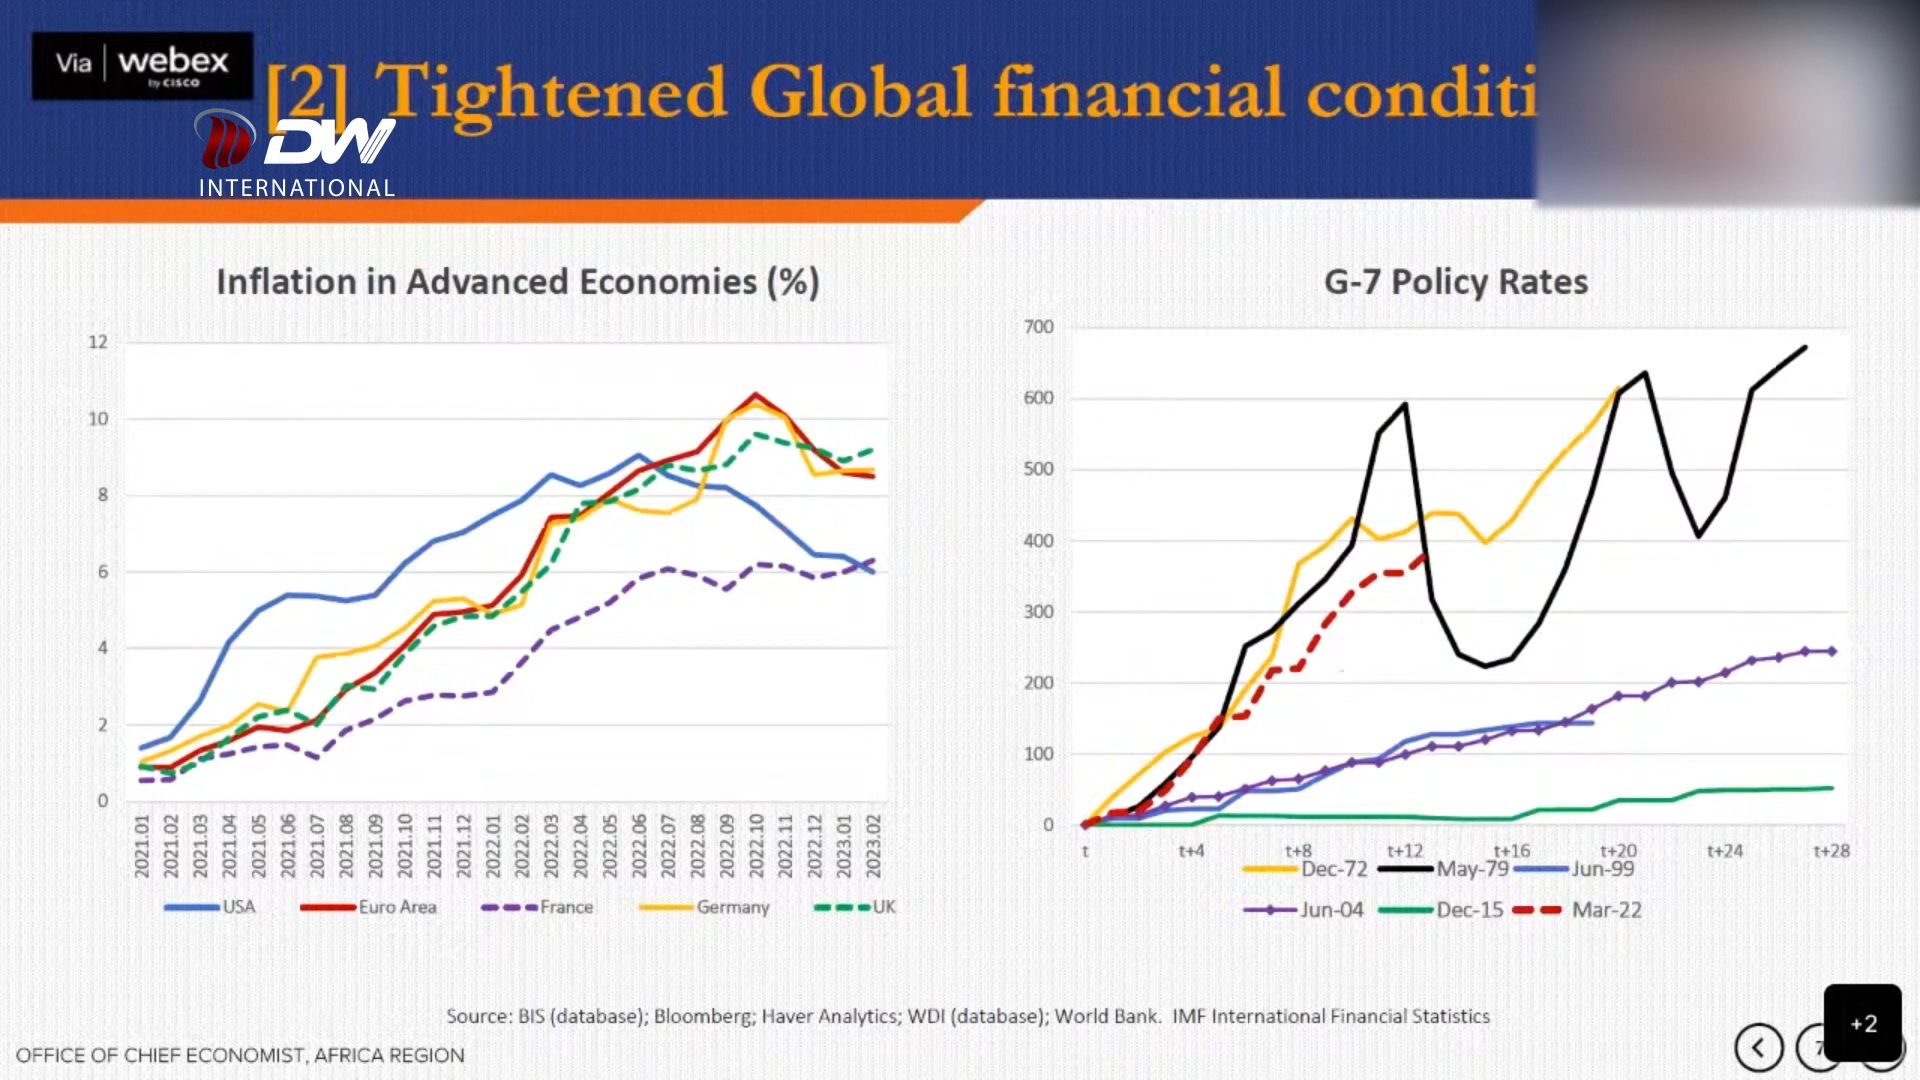 Via webex
by CISCO
[2] Tightened Global financial conditi
DW
INTERNATIONAL
Inflation in Advanced Economies (%)
12
10
8
6
4
2
0
2021.01 2021.02 2021.03 2021.04 2021.05 2021.06 2021.07 2021.08 2021.09 2021.10 2021.11 2021.12 2022.01 2022.02 2022.03 2022.04 2022.05 2022.06 2022.07 2022.08 2022.09 2022.10 2022.11 2022.12 2023.01 2023.02
USA Euro Area France Germany UK
G-7 Policy Rates
700
600
500
400
300
200
100
0
t t+4 t+8 t+12 t+16 t+20 t+24 t+28
Dec-72 May-79 Jun-99
Jun-04 Dec-15 Mar-22
Source: BIS (database); Bloomberg; Haver Analytics; WDI (database); World Bank. IMF International Financial Statistics
OFFICE OF CHIEF ECONOMIST, AFRICA REGION
7
+2